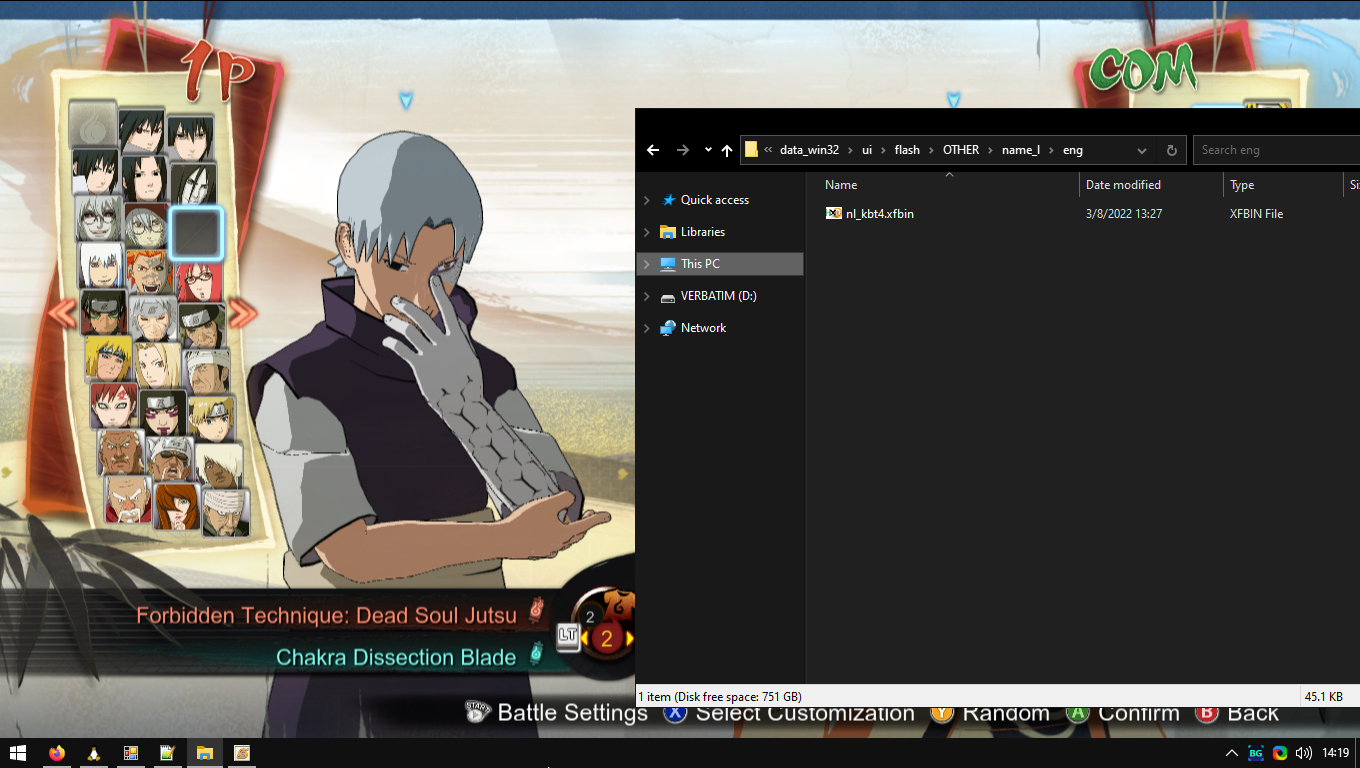 1P
COM
data_win32 ui flash OTHER name_l eng
Search eng
Name
Date modified
Type
Quick access
nl_kbt4.xfbin
3/8/2022 13:27
XFBIN File
Libraries
This PC
VERBATIM (D:)
Network
Forbidden Technique: Dead Soul Jutsu
2
LT
2
Chakra Dissection Blade
1 item (Disk free space: 751 GB)
45.1 KB
START Battle Settings X Select Customization Y Random A Confirm B Back
BG
14:19